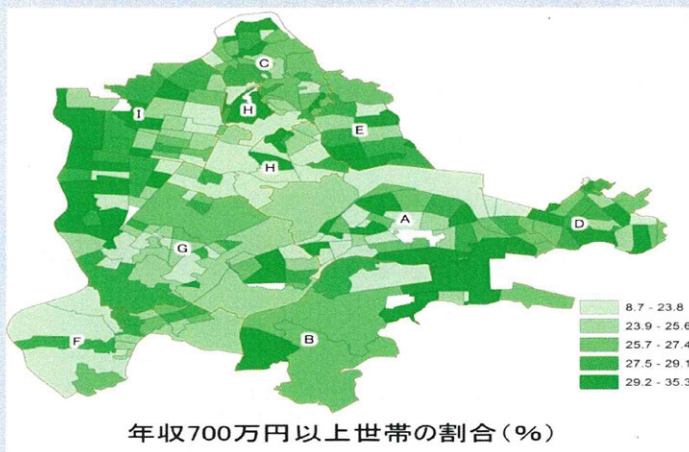 C
I
H
E
H
A
D
G
B
F
8.7 - 23.8
23.9 - 25.6
25.7 - 27.4
27.5 - 29.1
29.2 - 35.3
年収700万円以上世帯の割合(%)